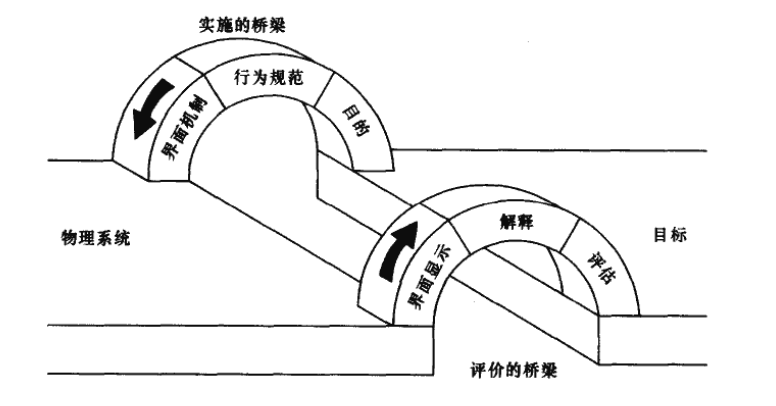 实施的桥梁
行为规范
界面机制
目的
物理系统
解释
目标
界面显示
评估
评价的桥梁